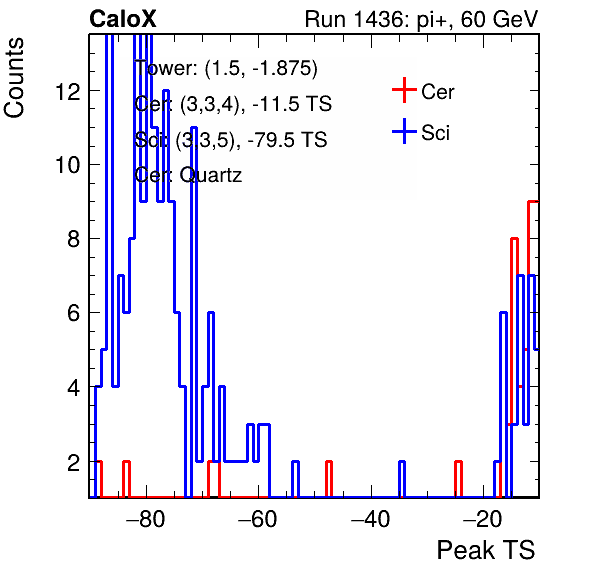 CaloX Run 1436: pi+, 60 GeV
Counts
Tower: (1.5, -1.875)
Cer: (3,3,4), -11.5 TS
Sci: (3,3,5), -79.5 TS
Cer: Quartz
Cer
Sci
12
10
8
6
4
2
−80 −60 −40 −20
Peak TS